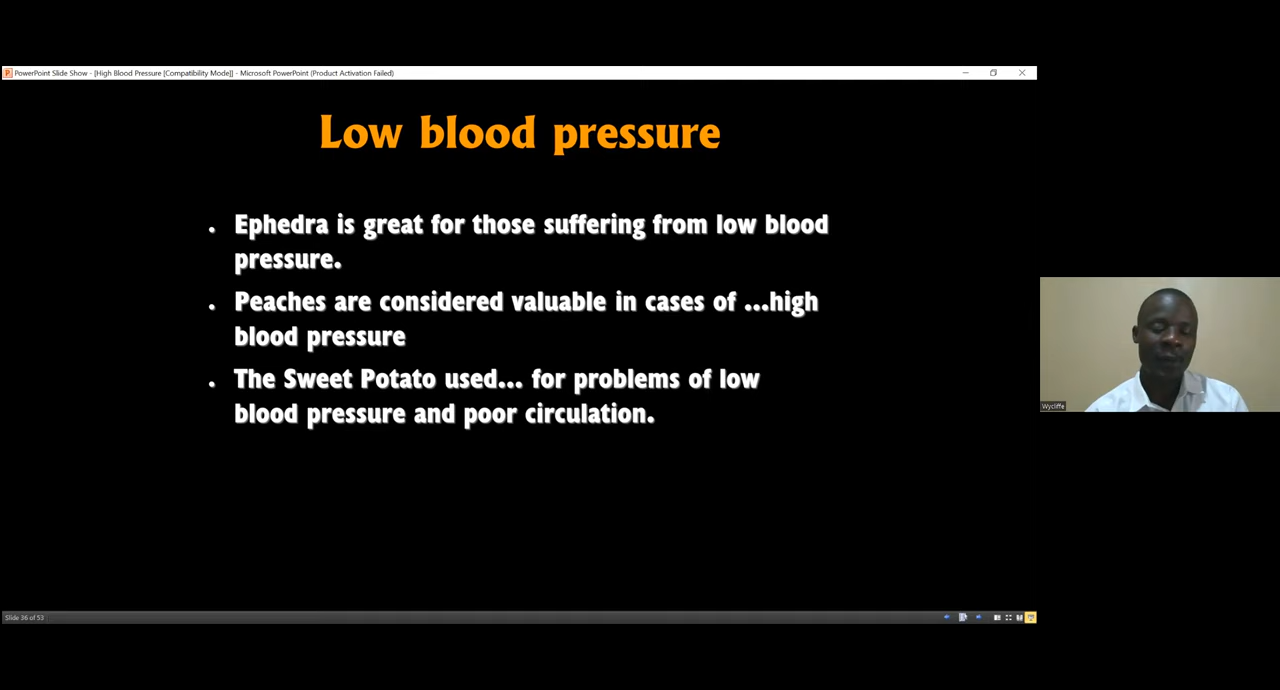 PowerPoint Slide Show - [High Blood Pressure [Compatibility Mode]] - Microsoft PowerPoint (Product Activation Failed)
Low blood pressure
• Ephedra is great for those suffering from low blood
pressure.
• Peaches are considered valuable in cases of ...high
blood pressure
• The Sweet Potato used... for problems of low
blood pressure and poor circulation.
Wycliffe
Slide 36 of 53